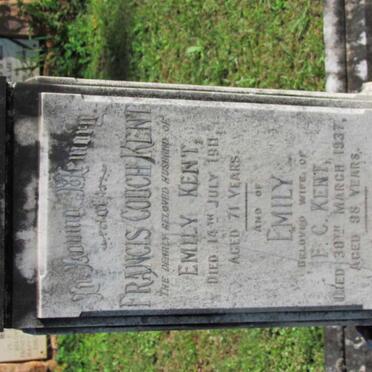 In Loving Memory
OF
FRANCIS COUCH KENT
THE DEARLY BELOVED HUSBAND OF
EMILY KENT,
DIED 14TH JULY 1911
AGED 71 YEARS
AND OF
EMILY
BELOVED WIFE OF
F. C. KENT,
DIED 30TH MARCH 1937,
AGED 98 YEARS.